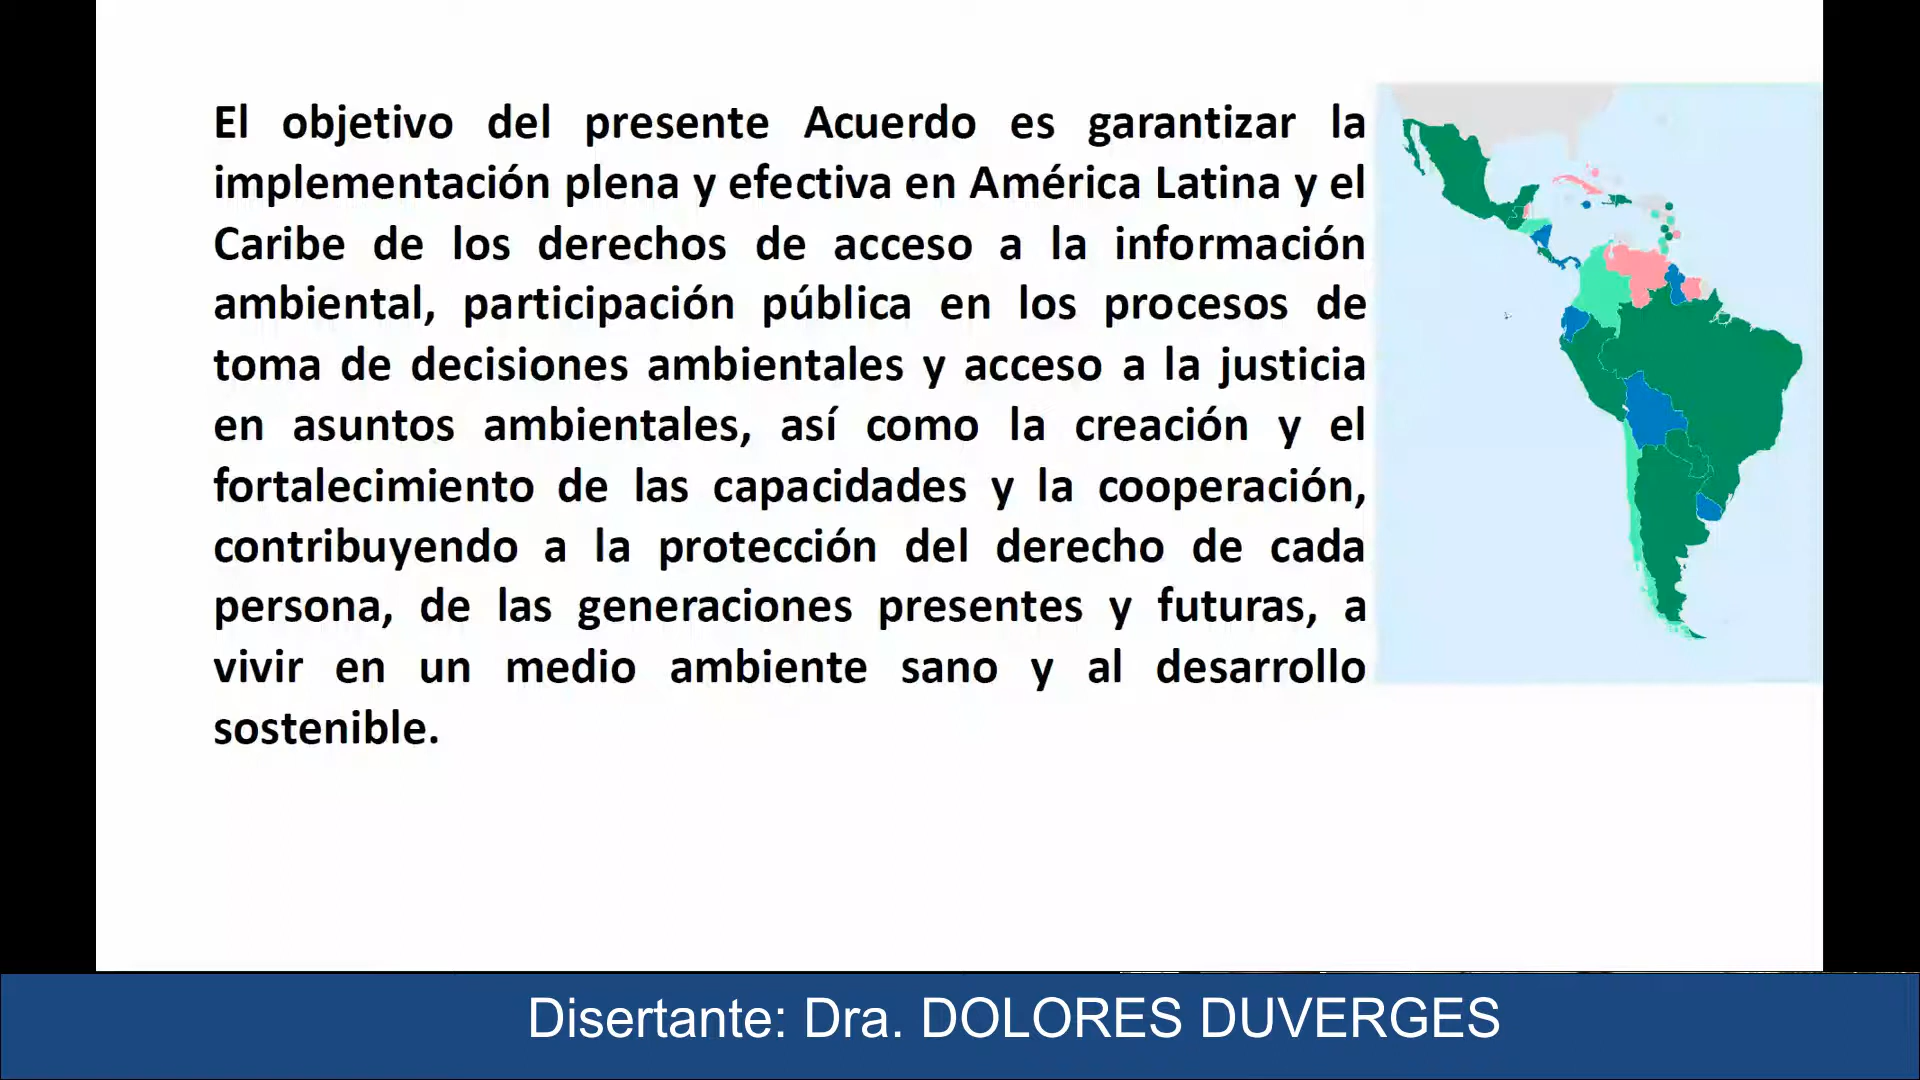 El objetivo del presente Acuerdo es garantizar la
implementación plena y efectiva en América Latina y el
Caribe de los derechos de acceso a la información
ambiental, participación pública en los procesos de
toma de decisiones ambientales y acceso a la justicia
en asuntos ambientales, así como la creación y el
fortalecimiento de las capacidades y la cooperación,
contribuyendo a la protección del derecho de cada
persona, de las generaciones presentes y futuras, a
vivir en un medio ambiente sano y al desarrollo
sostenible.
Disertante: Dra. DOLORES DUVERGES